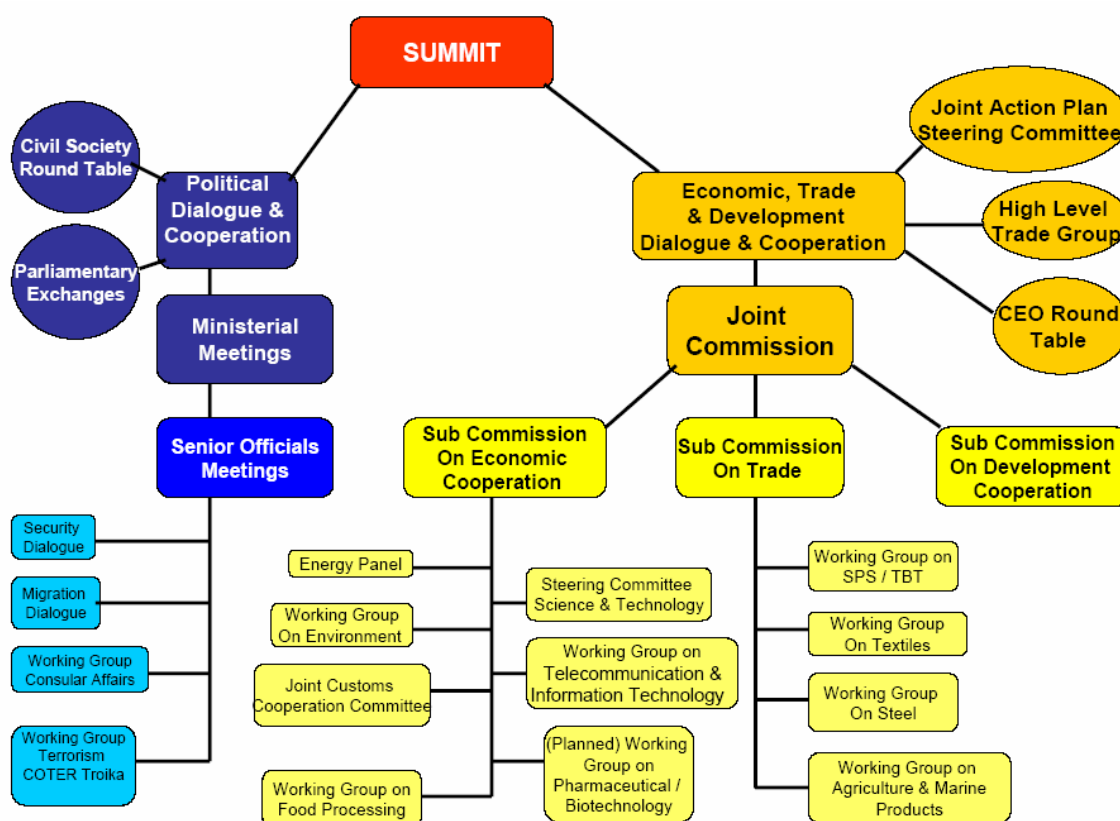 SUMMIT
Civil Society
Round Table
Political
Dialogue &
Cooperation
Parliamentary
Exchanges
Ministerial
Meetings
Senior Officials
Meetings
Security
Dialogue
Migration
Dialogue
Working Group
Consular Affairs
Working Group
Terrorism
COTER Troika
Joint Action Plan
Steering Committee
Economic, Trade
& Development
Dialogue & Cooperation
High Level
Trade Group
CEO Round
Table
Joint
Commission
Sub Commission
On Economic
Cooperation
Sub Commission
On Trade
Sub Commission
On Development
Cooperation
Energy Panel
Working Group
On Environment
Joint Customs
Cooperation Committee
Working Group on
Food Processing
Steering Committee
Science & Technology
Working Group on
Telecommunication &
Information Technology
(Planned) Working
Group on
Pharmaceutical /
Biotechnology
Working Group on
SPS / TBT
Working Group
On Textiles
Working Group
On Steel
Working Group on
Agriculture & Marine
Products